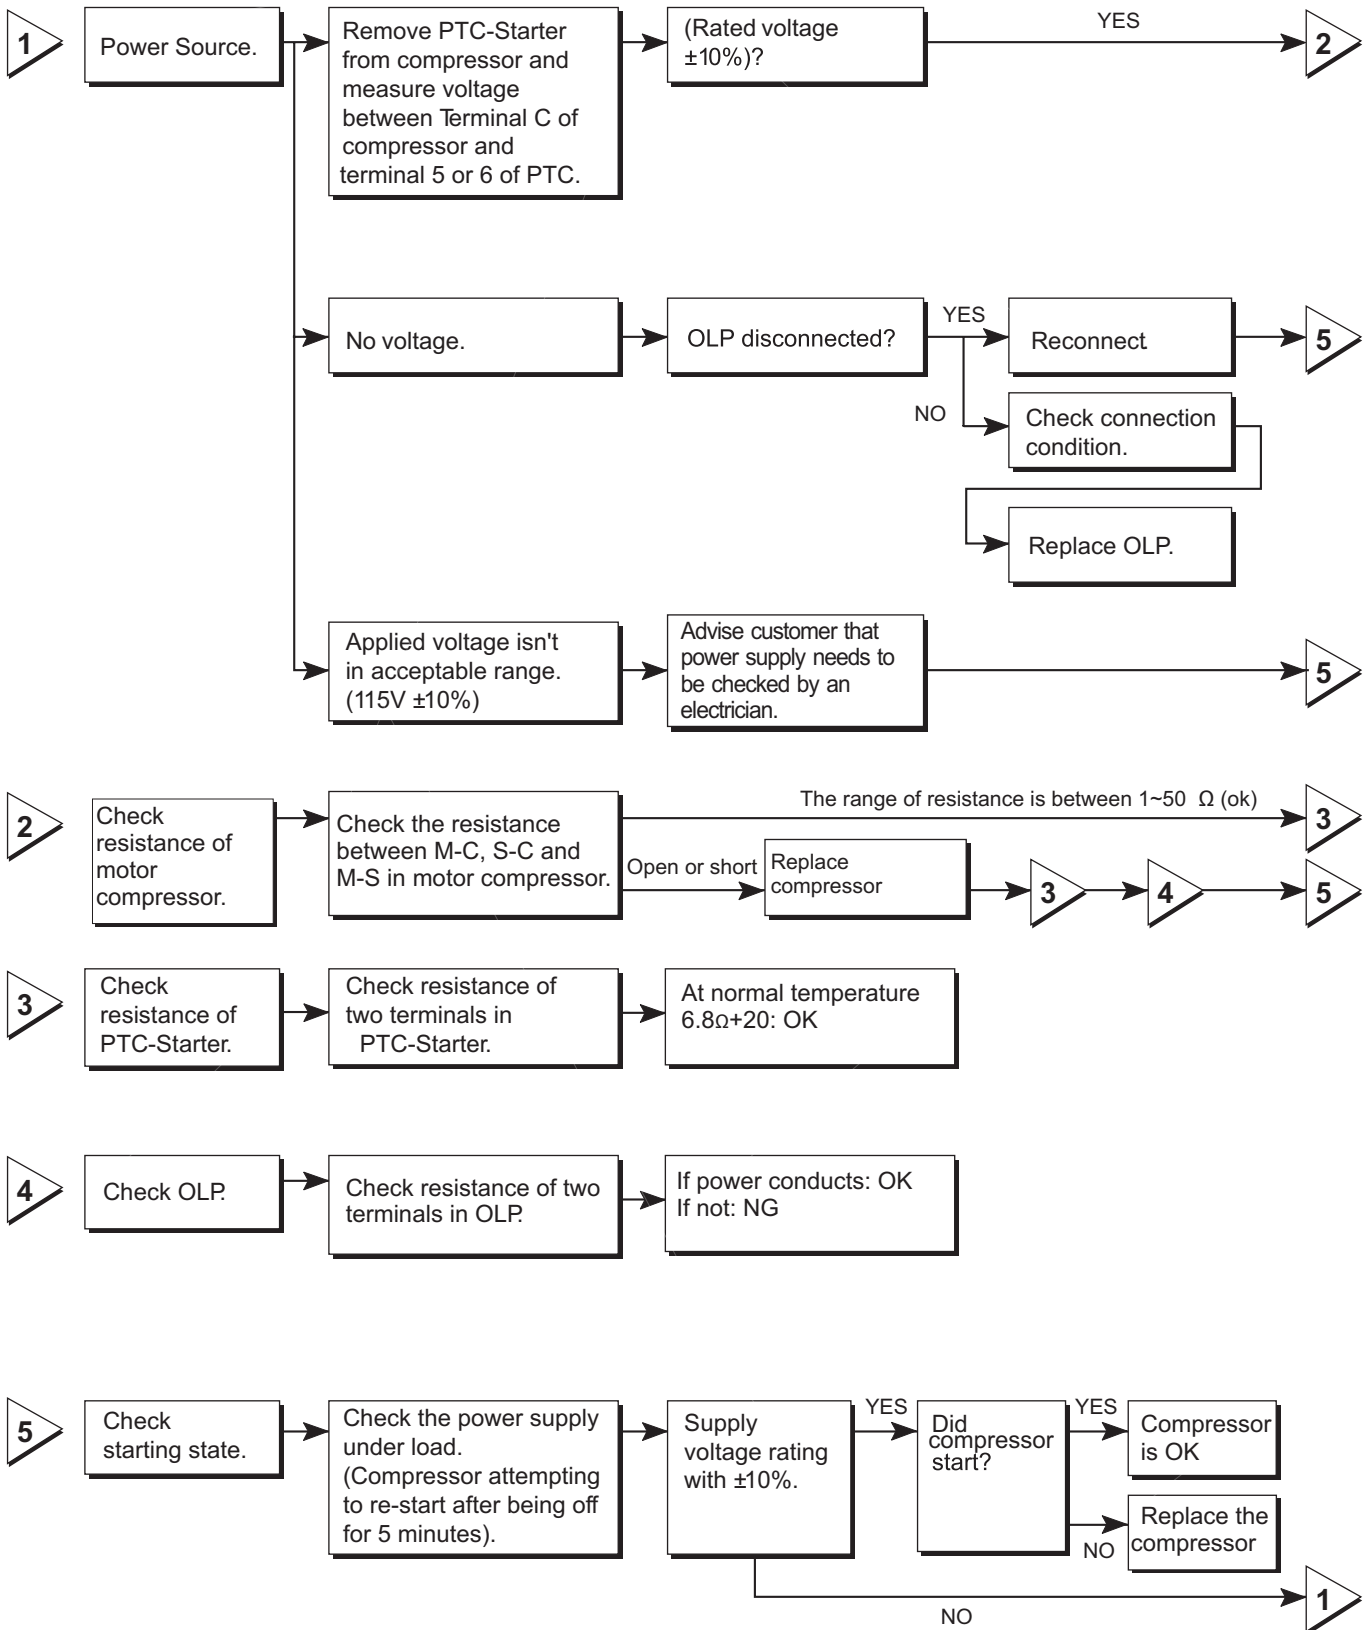 1
Power Source.
Remove PTC-Starter
from compressor and
measure voltage
between Terminal C of
compressor and
terminal 5 or 6 of PTC.
(Rated voltage
±10%)?
YES
2
No voltage.
OLP disconnected?
YES
Reconnect.
5
NO
Check connection
condition.
Replace OLP.
Applied voltage isn't
in acceptable range.
(115V ±10%)
Advise customer that
power supply needs to
be checked by an
electrician.
5
2
Check
resistance of
motor
compressor.
Check the resistance
between M-C, S-C and
M-S in motor compressor.
The range of resistance is between 1~50 Ω (ok)
3
Open or short
Replace
compressor
3
4
5
3
Check
resistance of
PTC-Starter.
Check resistance of
two terminals in
PTC-Starter.
At normal temperature
6.8Ω+20: OK
4
Check OLP.
Check resistance of two
terminals in OLP.
If power conducts: OK
If not: NG
5
Check
starting state.
Check the power supply
under load.
(Compressor attempting
to re-start after being off
for 5 minutes).
Supply
voltage rating
with ±10%.
YES
Did
compressor
start?
YES
Compressor
is OK
NO
Replace the
compressor
NO
1